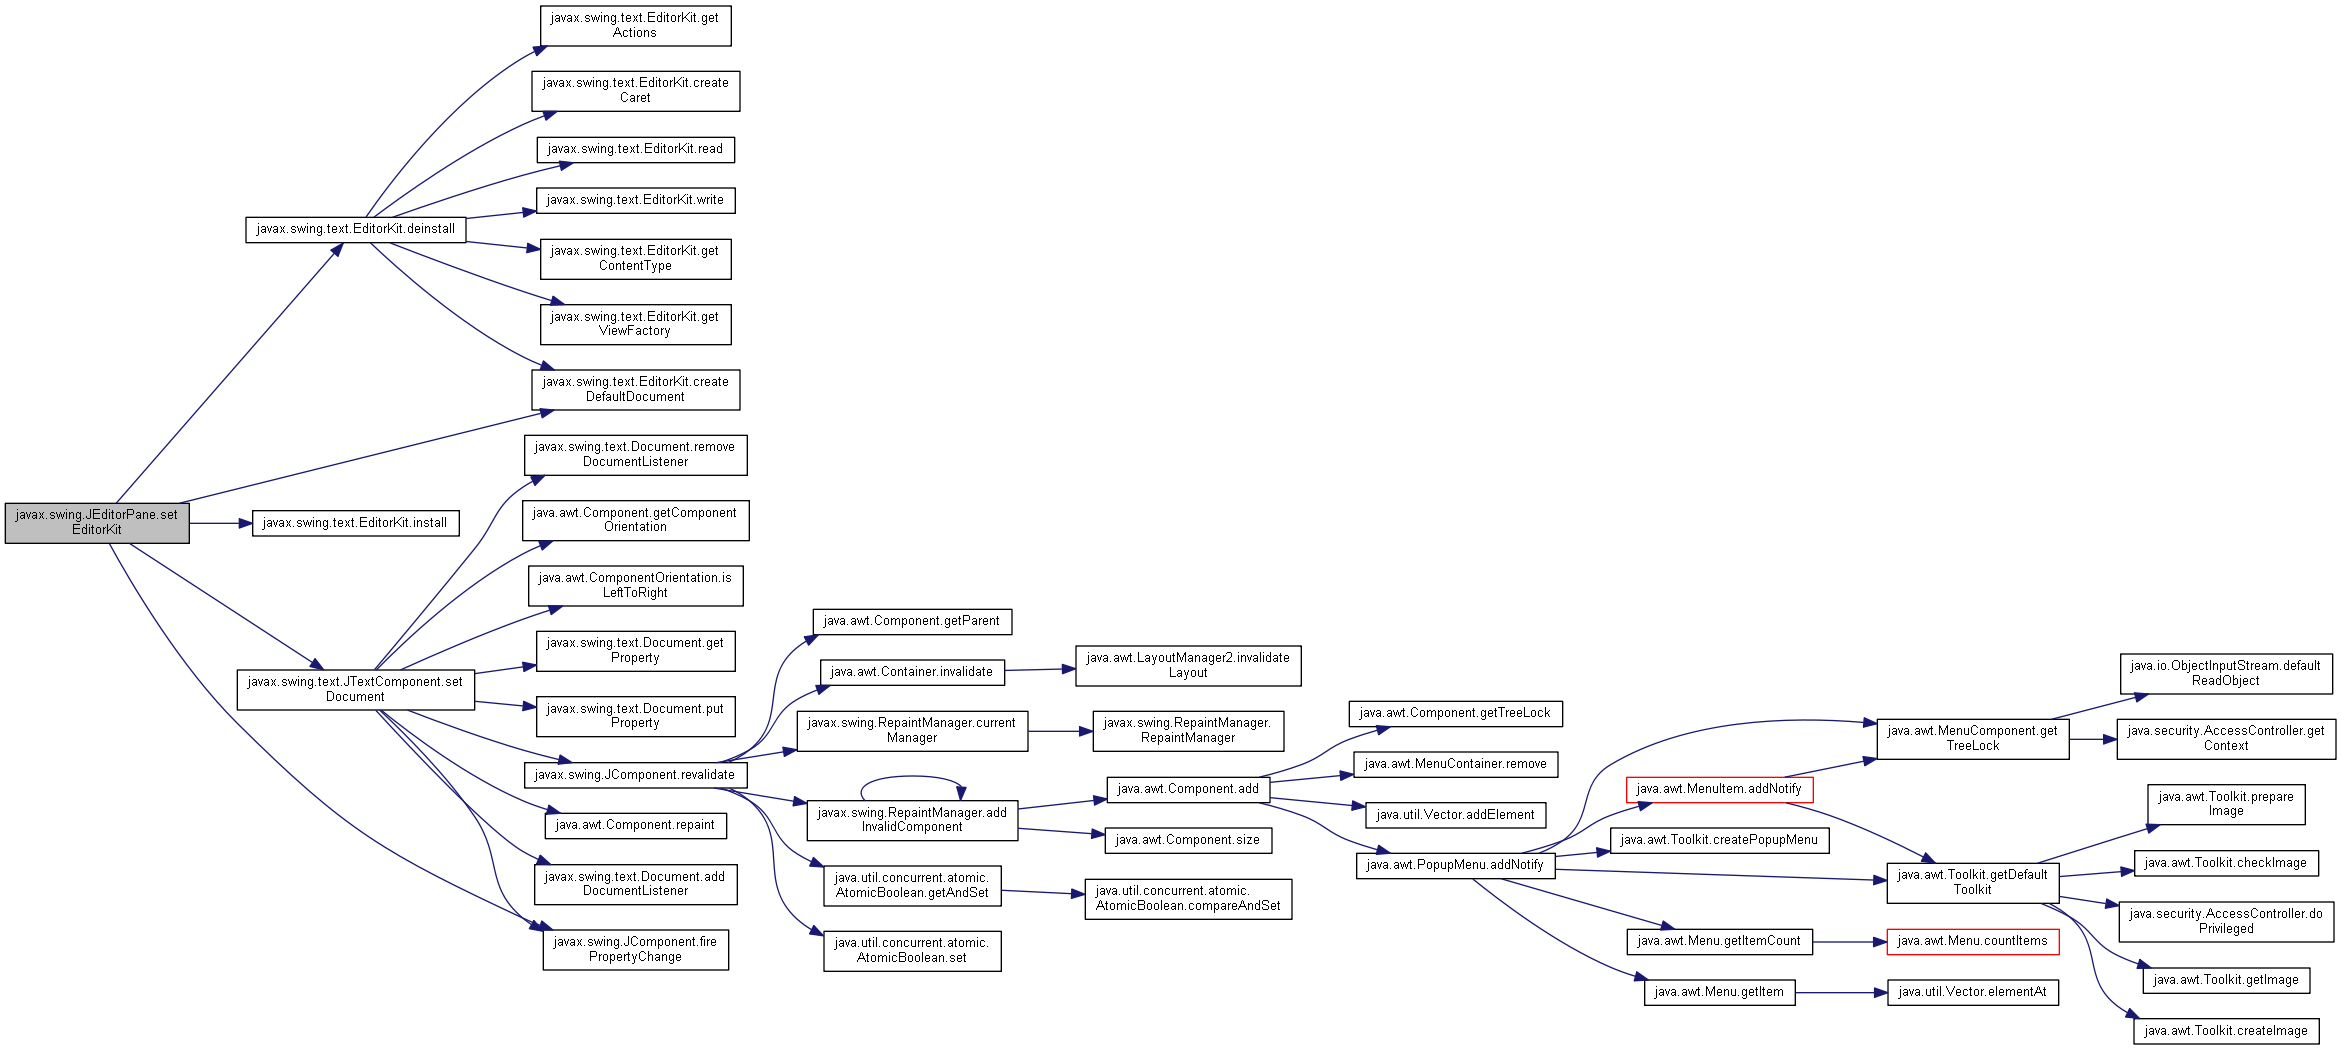 javax.swing.JEditorPane.set
EditorKit
javax.swing.text.EditorKit.deinstall
javax.swing.text.EditorKit.install
javax.swing.text.JTextComponent.set
Document
javax.swing.text.EditorKit.get
Actions
javax.swing.text.EditorKit.create
Caret
javax.swing.text.EditorKit.read
javax.swing.text.EditorKit.write
javax.swing.text.EditorKit.get
ContentType
javax.swing.text.EditorKit.get
ViewFactory
javax.swing.text.EditorKit.create
DefaultDocument
javax.swing.text.Document.remove
DocumentListener
java.awt.Component.getComponent
Orientation
java.awt.ComponentOrientation.is
LeftToRight
javax.swing.text.Document.get
Property
javax.swing.text.Document.put
Property
javax.swing.JComponent.revalidate
java.awt.Component.repaint
javax.swing.text.Document.add
DocumentListener
javax.swing.JComponent.fire
PropertyChange
java.awt.Component.getParent
java.awt.Container.invalidate
javax.swing.RepaintManager.current
Manager
javax.swing.RepaintManager.add
InvalidComponent
java.util.concurrent.atomic.
AtomicBoolean.getAndSet
java.util.concurrent.atomic.
AtomicBoolean.set
java.awt.LayoutManager2.invalidate
Layout
javax.swing.RepaintManager.
RepaintManager
java.awt.Component.add
java.awt.Component.size
java.util.concurrent.atomic.
AtomicBoolean.compareAndSet
java.awt.Component.getTreeLock
java.awt.MenuContainer.remove
java.util.Vector.addElement
java.awt.PopupMenu.addNotify
java.awt.MenuItem.addNotify
java.awt.Toolkit.createPopupMenu
java.awt.Menu.getItemCount
java.awt.Menu.getItem
java.awt.MenuComponent.get
TreeLock
java.awt.Toolkit.getDefault
Toolkit
java.awt.Menu.countItems
java.util.Vector.elementAt
java.io.ObjectInputStream.default
ReadObject
java.security.AccessController.get
Context
java.awt.Toolkit.prepare
Image
java.awt.Toolkit.checkImage
java.security.AccessController.do
Privileged
java.awt.Toolkit.getImage
java.awt.Toolkit.createImage